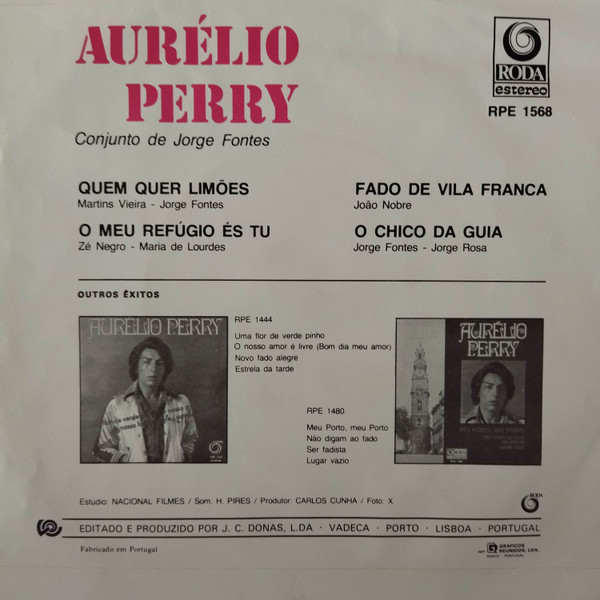 AURÉLIO
PERRY
Conjunto de Jorge Fontes
RODA
estereo
RPE 1568
QUEM QUER LIMÕES
Martins Vieira - Jorge Fontes
O MEU REFÚGIO ÉS TU
Zé Negro - Maria de Lourdes
FADO DE VILA FRANCA
João Nobre
O CHICO DA GUIA
Jorge Fontes - Jorge Rosa
OUTROS ÊXITOS
AURÉLIO PERRY
RPE 1444
Uma flor de verde pinho
O nosso amor é livre (Bom dia meu amor)
Novo fado alegre
Estrela da tarde
RPE 1480
Meu Porto, meu Porto
Não digam ao fado
Ser fadista
Lugar vazio
AURÉLIO
PERRY
Estúdio: NACIONAL FILMES / Som: H. PIRES / Produtor: CARLOS CUNHA / Foto: X
RODA
EDITADO E PRODUZIDO POR J. C. DONAS, L.DA · VADECA · PORTO · LISBOA · PORTUGAL
Fabricado em Portugal
GRÁFICOS
REUNIDOS, LDA.
PORTO - PORTUGAL